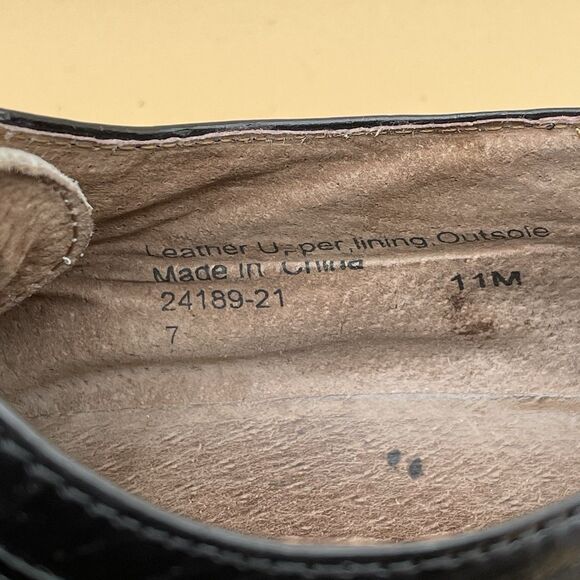 Leather Upper,lining,Outsole
Made in China
24189-21 11M
7